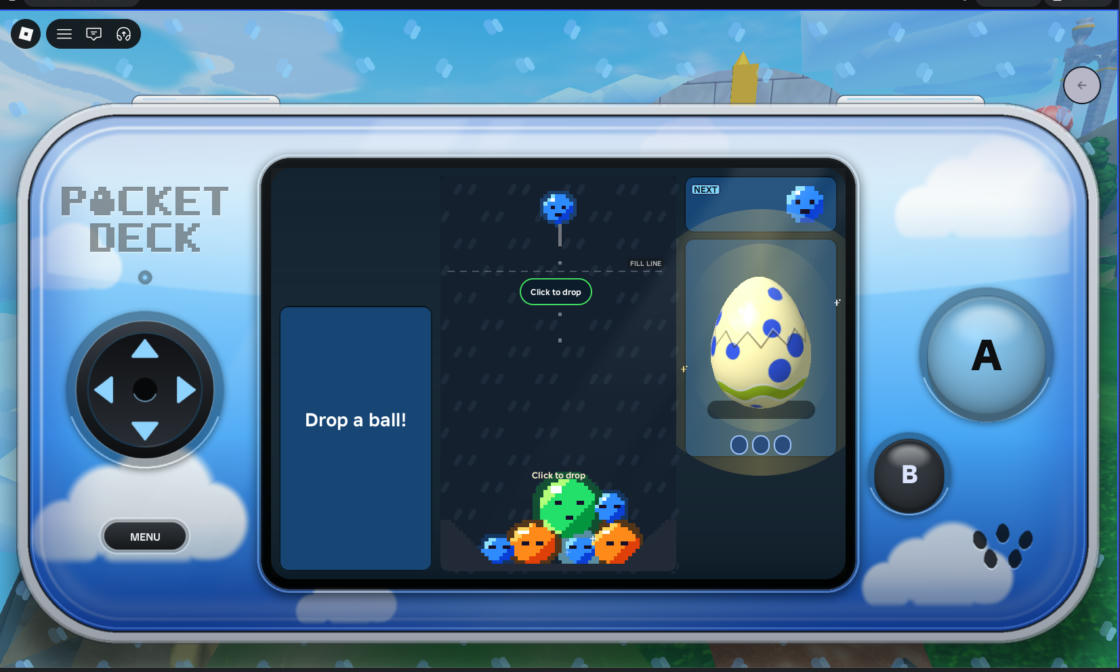 POCKET
DECK
NEXT
FILL LINE
Click to drop
Drop a ball!
Click to drop
A
B
MENU